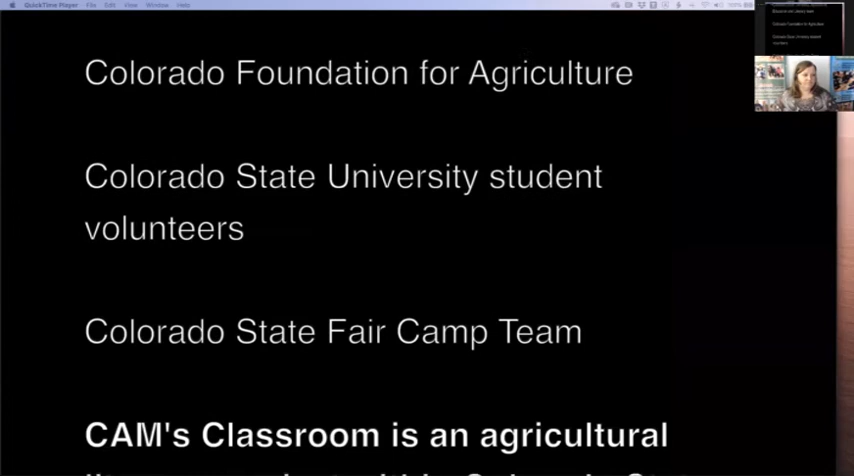 QuickTime Player File Edit View Window Help
Colorado Foundation for Agriculture
Colorado State University student
volunteers
Colorado State Fair Camp Team
CAM's Classroom is an agricultural